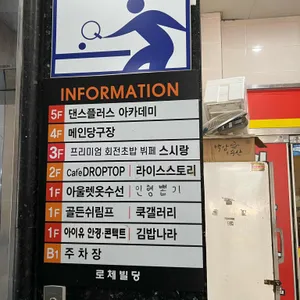 INFORMATION
5F 댄스플러스 아카데미
4F 메인당구장
3F 프리미엄 회전초밥 뷔페 스시랑
2F Cafe DROPTOP 라이스스토리
1F 아울렛옷수선 인형뽑기
1F 골든쉬림프 쿡갤러리
1F 아이유 안경·콘택트 김밥나라
B1 주차장
로체빌딩